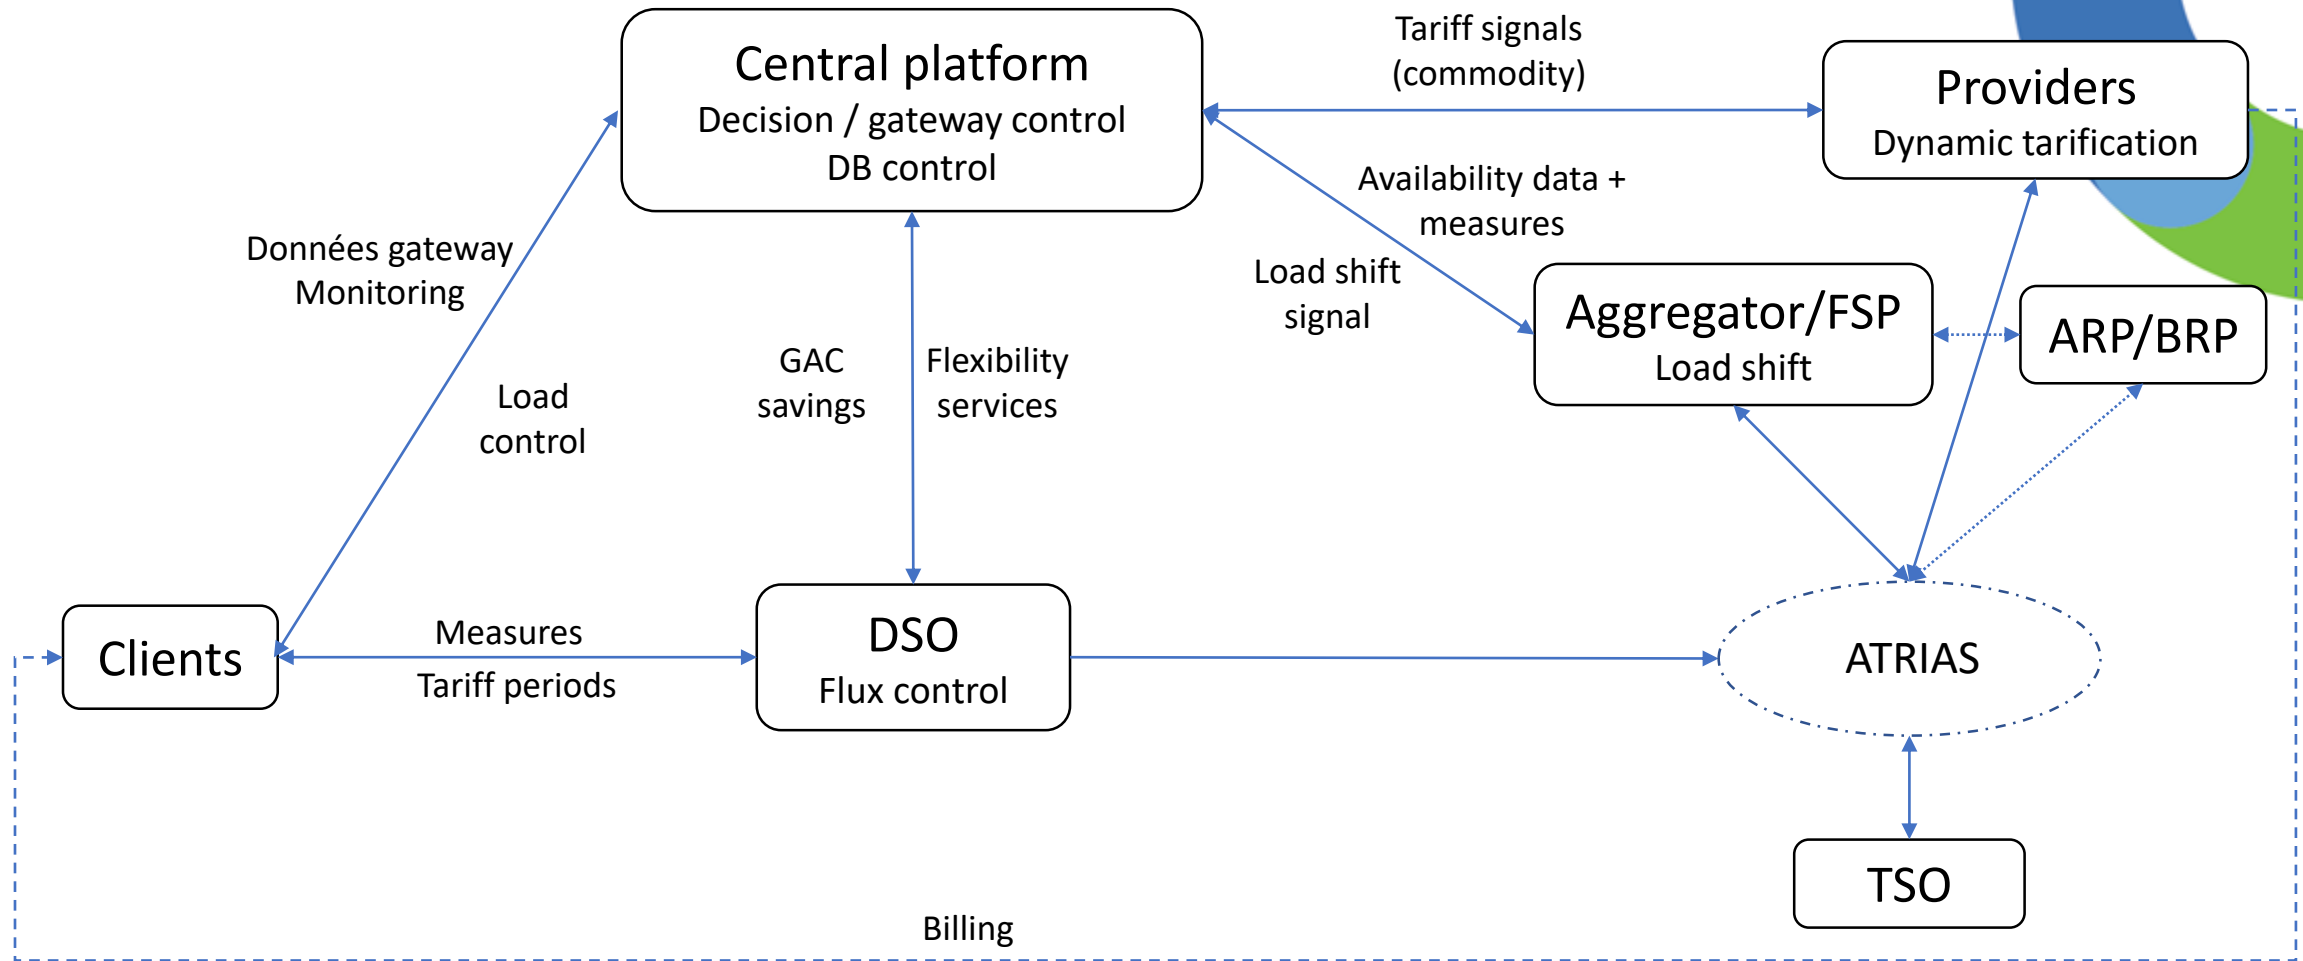 Central platform
Decision / gateway control
DB control
Tariff signals
(commodity)
Providers
Dynamic tarification
Availability data +
measures
Load shift
signal
Aggregator/FSP
Load shift
ARP/BRP
Données gateway
Monitoring
Load
control
GAC
savings
Flexibility
services
Clients
Measures
Tariff periods
DSO
Flux control
ATRIAS
TSO
Billing